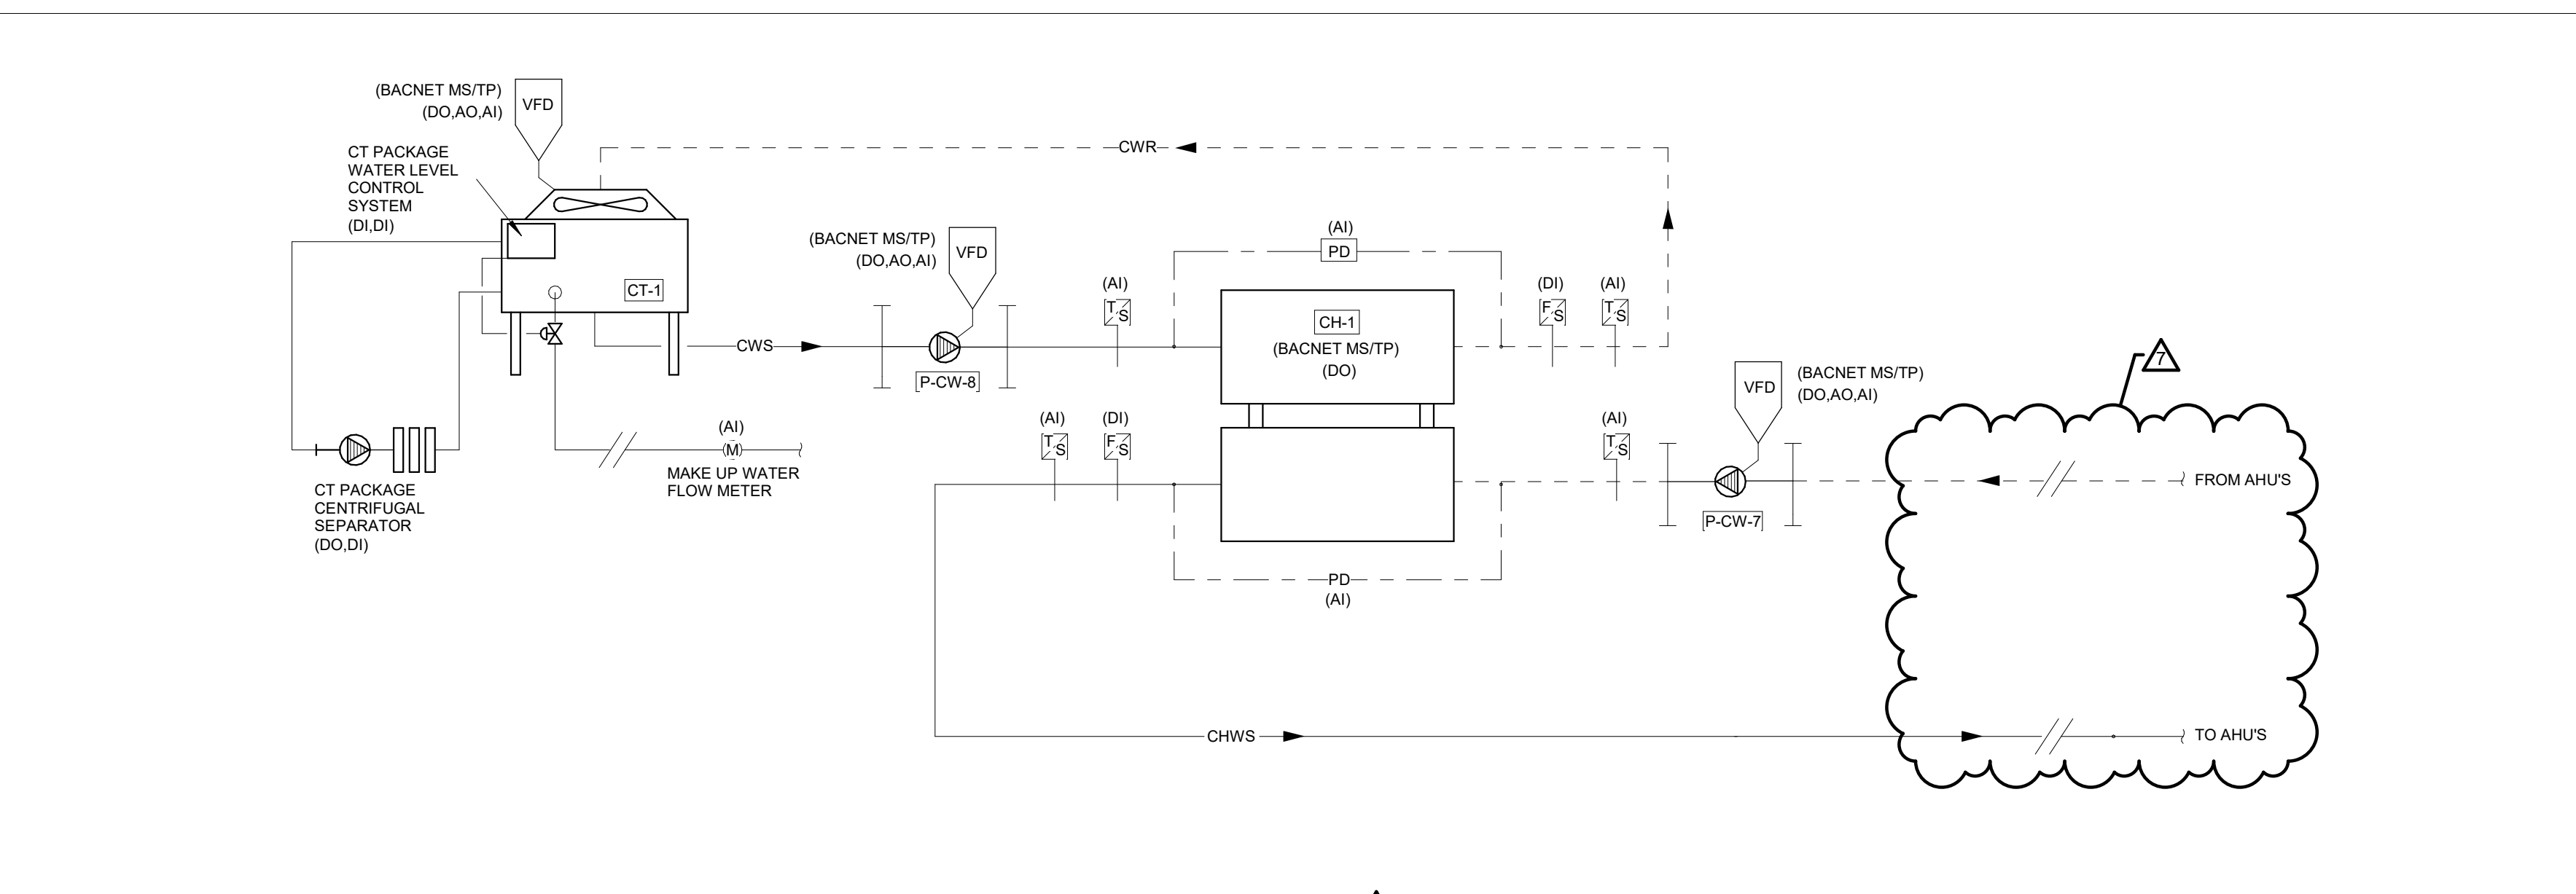 (BACNET MS/TP)
(DO,AO,AI)
VFD
CT PACKAGE
WATER LEVEL
CONTROL
SYSTEM
(DI,DI)
CWR
CT-1
(BACNET MS/TP)
(DO,AO,AI)
VFD
(AI)
PD
(AI)
T S
(DI)
F S
(AI)
T S
CH-1
(BACNET MS/TP)
(DO)
CWS
P-CW-8
7
VFD
(BACNET MS/TP)
(DO,AO,AI)
(AI)
T S
(DI)
F S
(AI)
T S
(AI)
M
MAKE UP WATER
FLOW METER
CT PACKAGE
CENTRIFUGAL
SEPARATOR
(DO,DI)
P-CW-7
FROM AHU'S
PD
(AI)
CHWS
TO AHU'S